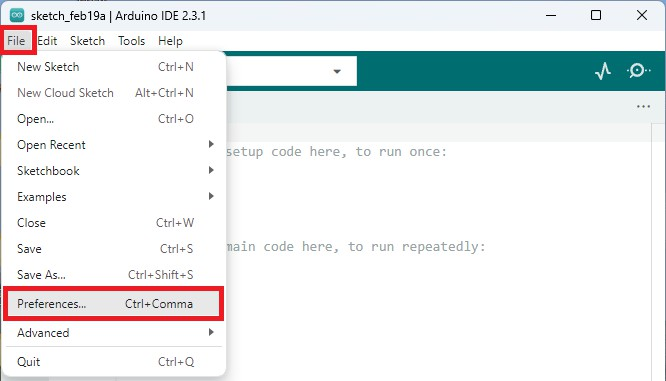 sketch_feb19a | Arduino IDE 2.3.1
File Edit Sketch Tools Help
New Sketch Ctrl+N
New Cloud Sketch Alt+Ctrl+N
Open... Ctrl+O
Open Recent
Sketchbook
Examples
Close Ctrl+W
Save Ctrl+S
Save As... Ctrl+Shift+S
Preferences... Ctrl+Comma
Advanced
Quit Ctrl+Q
setup code here, to run once:
main code here, to run repeatedly: